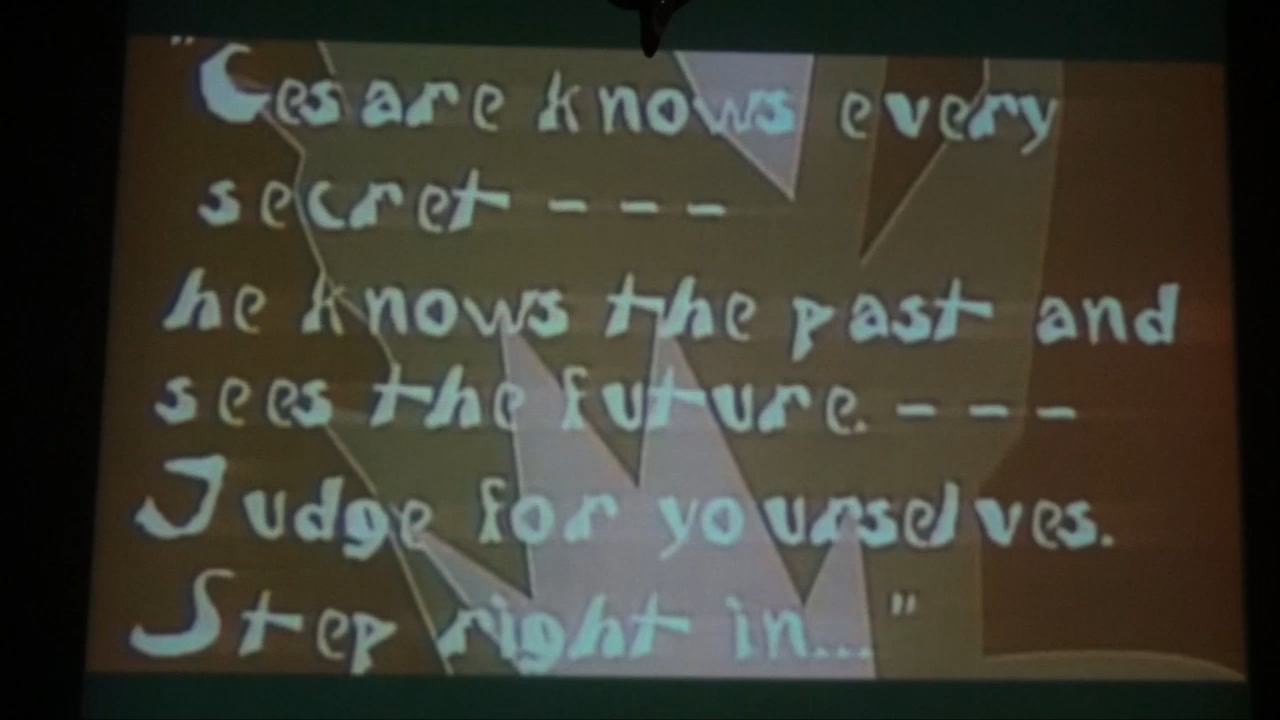 "Cesare knows every
secret - - -
he knows the past and
sees the future. - - -
Judge for yourselves.
Step right in..."